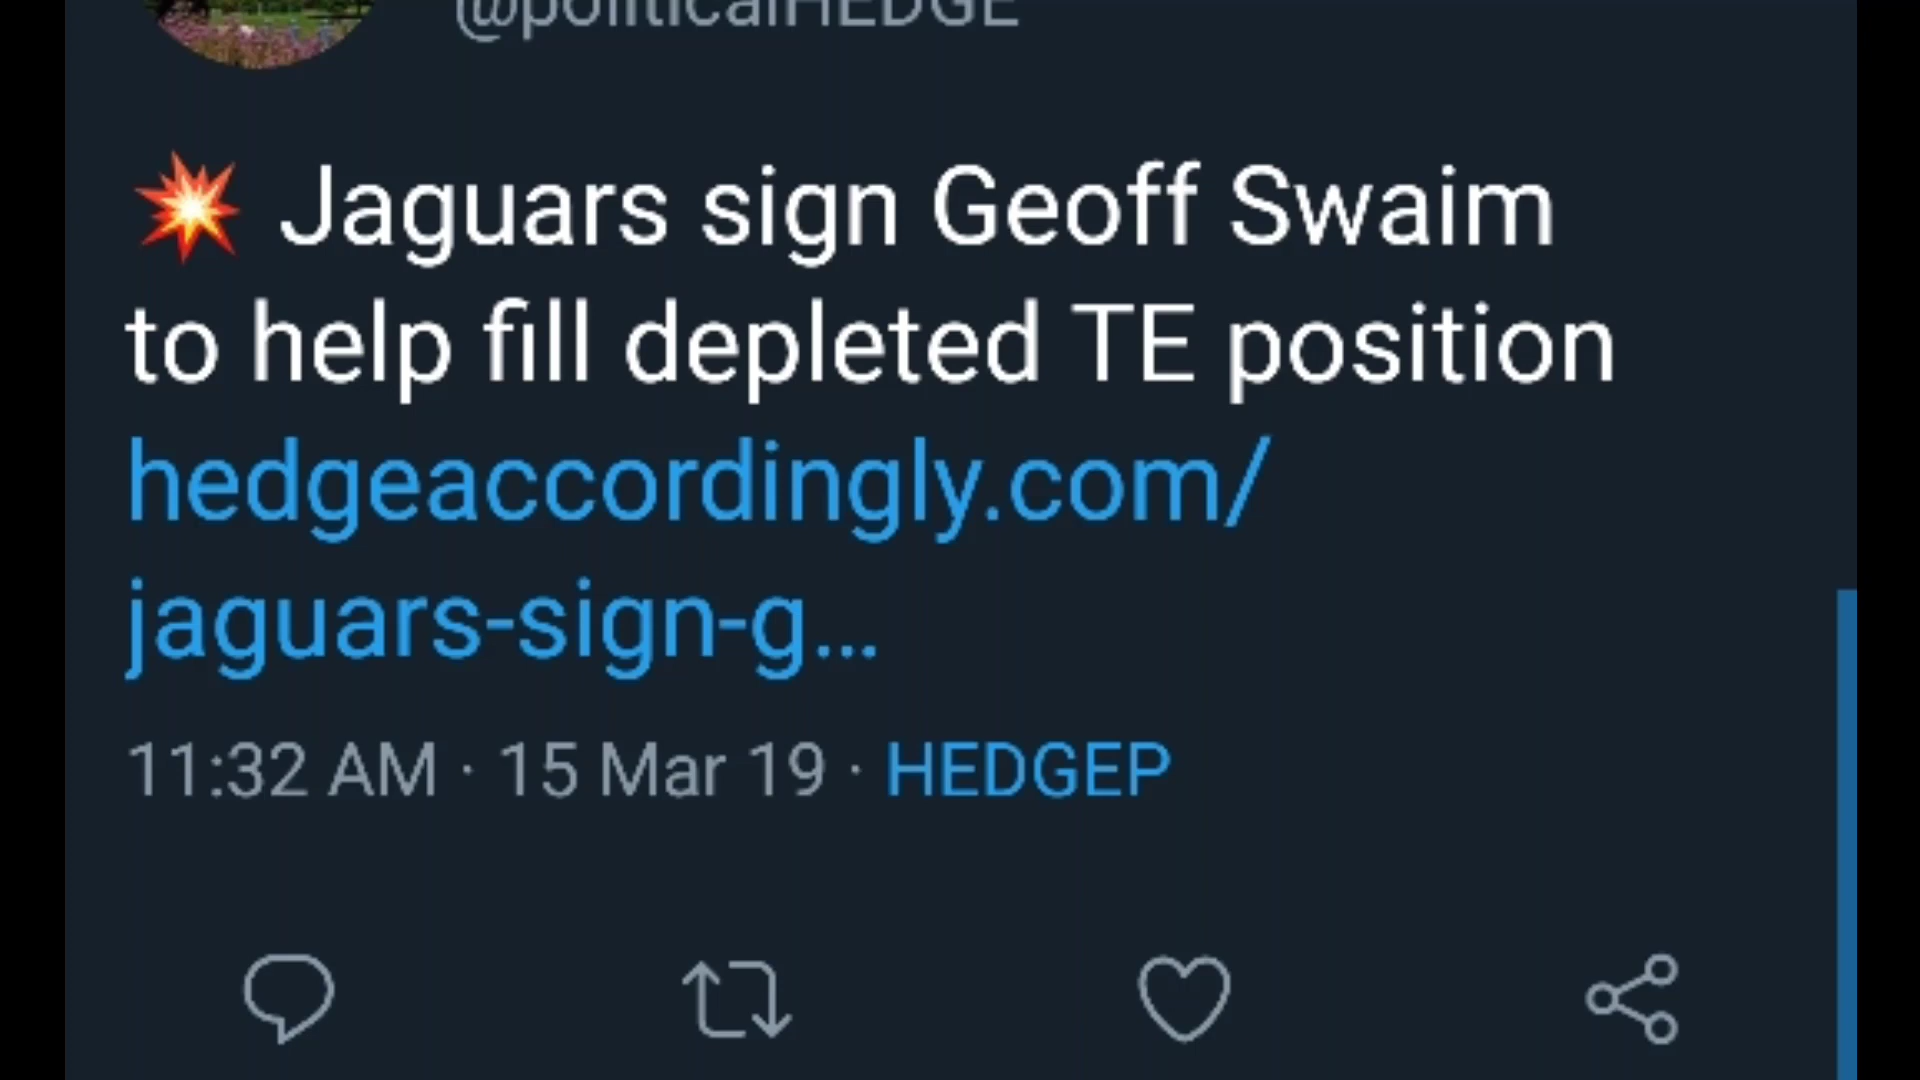 @politicalHEDGE
Jaguars sign Geoff Swaim
to help fill depleted TE position
hedgeaccordingly.com/
jaguars-sign-g...
11:32 AM · 15 Mar 19 · HEDGEP